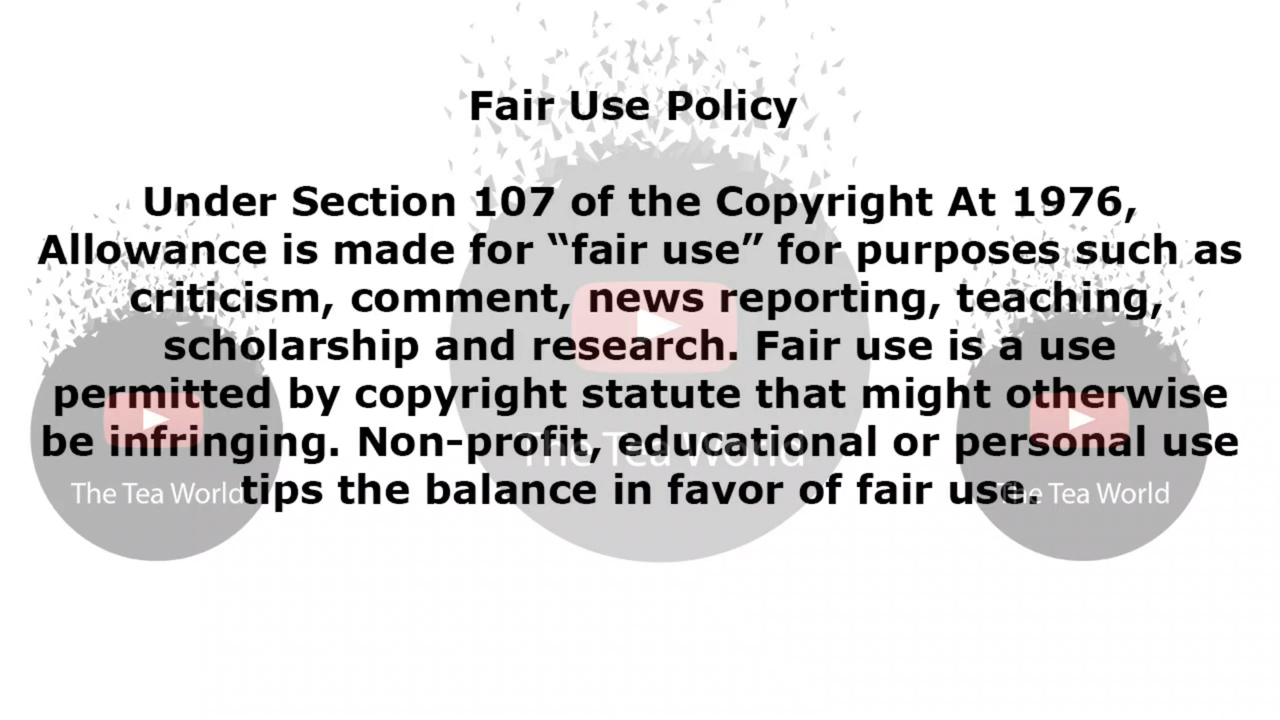 Fair Use Policy
Under Section 107 of the Copyright At 1976,
Allowance is made for “fair use” for purposes such as
criticism, comment, news reporting, teaching,
scholarship and research. Fair use is a use
permitted by copyright statute that might otherwise
be infringing. Non-profit, educational or personal use
tips the balance in favor of fair use.
The Tea World
The Tea World
The Tea World